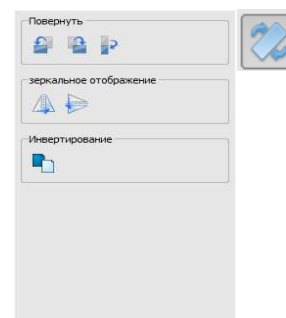 Повернуть
зеркальное отображение
Инвертирование